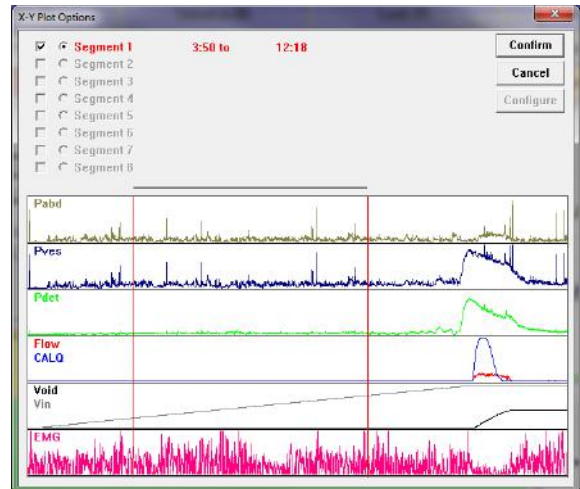 X-Y Plot Options
Segment 1 3:50 to 12:18
Segment 2
Segment 3
Segment 4
Segment 5
Segment 6
Segment 7
Segment 8
Confirm
Cancel
Configure
Pabd
Pves
Pdet
Flow
CALQ
Void
Vin
EMG